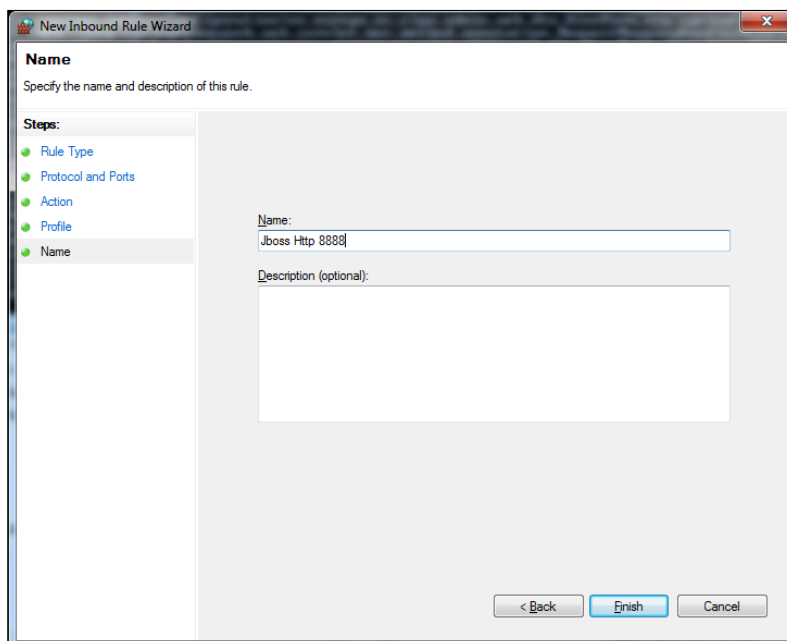 New Inbound Rule Wizard
Name
Specify the name and description of this rule.
Steps:
Rule Type
Protocol and Ports
Action
Profile
Name
Name:
Jboss Http 8888
Description (optional):
< Back
Finish
Cancel